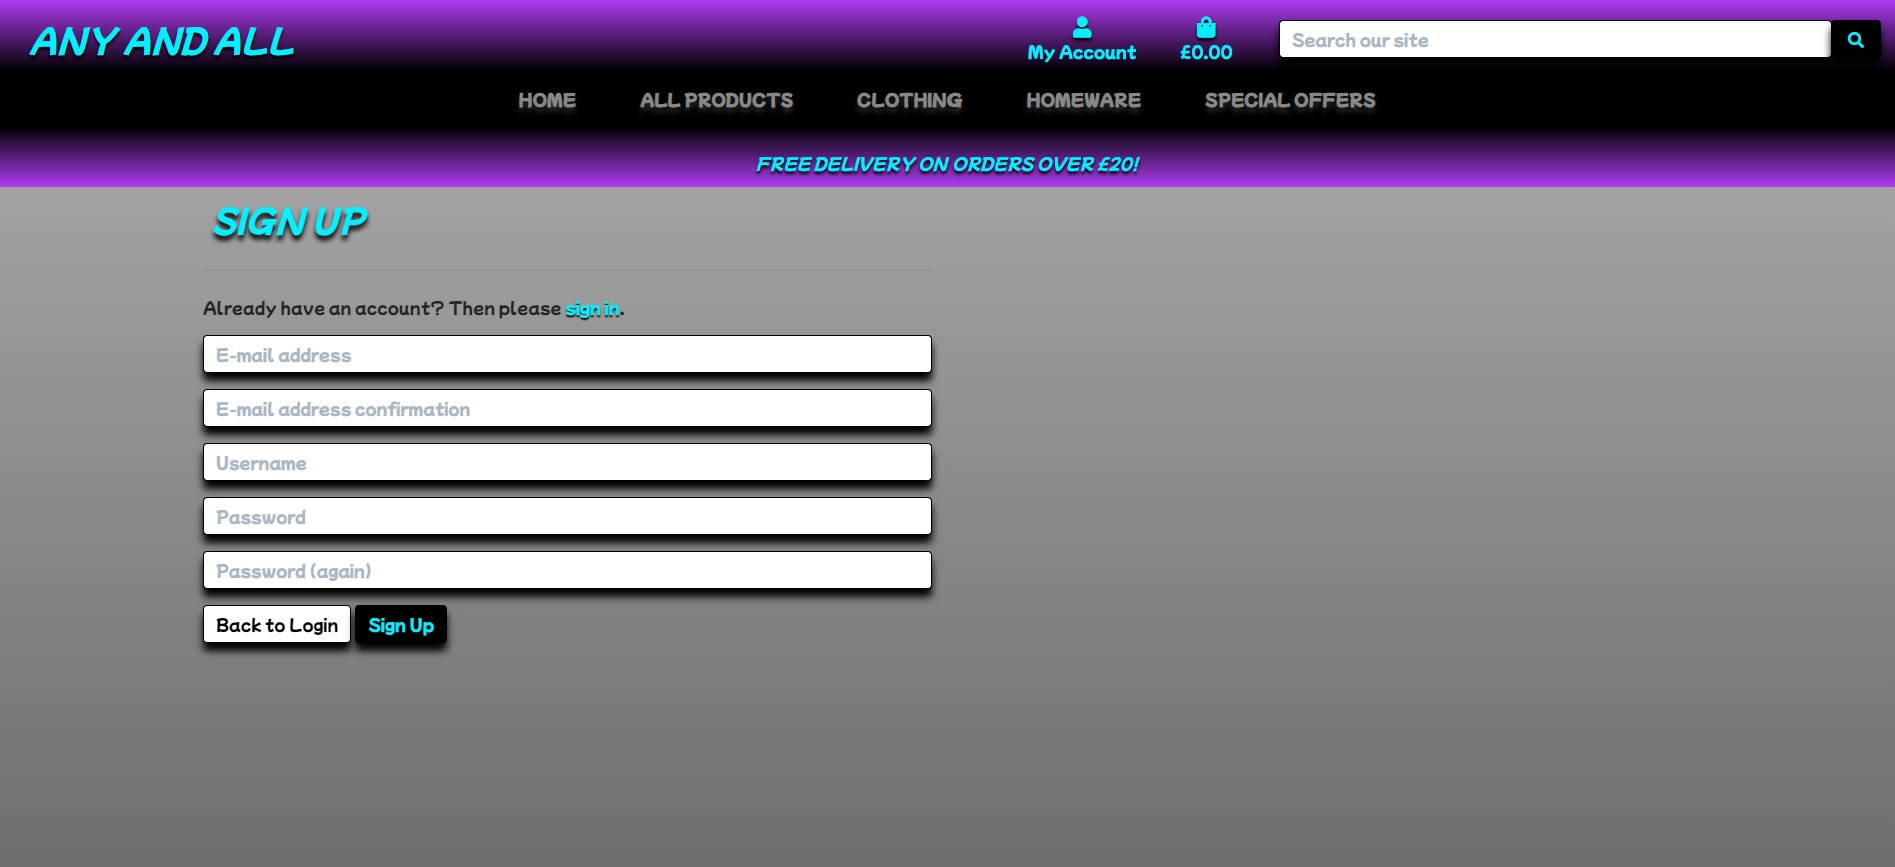 ANY AND ALL
My Account
£0.00
Search our site
HOME ALL PRODUCTS CLOTHING HOMEWARE SPECIAL OFFERS
FREE DELIVERY ON ORDERS OVER £20!
SIGN UP
Already have an account? Then please sign in.
E-mail address
E-mail address confirmation
Username
Password
Password (again)
Back to Login Sign Up